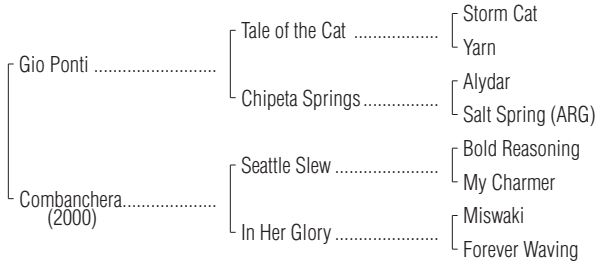 Storm Cat
Tale of the Cat ..................
Yarn
Gio Ponti ..........................
Alydar
Chipeta Springs................
Salt Spring (ARG)
Bold Reasoning
Seattle Slew ......................
My Charmer
Combanchera....................
(2000)
Miswaki
In Her Glory ......................
Forever Waving